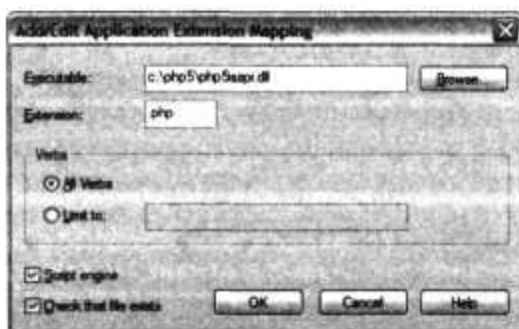 Add/Edit Application Extension Mapping
Executable: c:\php5\php5isapi.dll Browse...
Extension: .php
Verbs
All Verbs
Limit to:
Script engine
Check that file exists OK Cancel Help